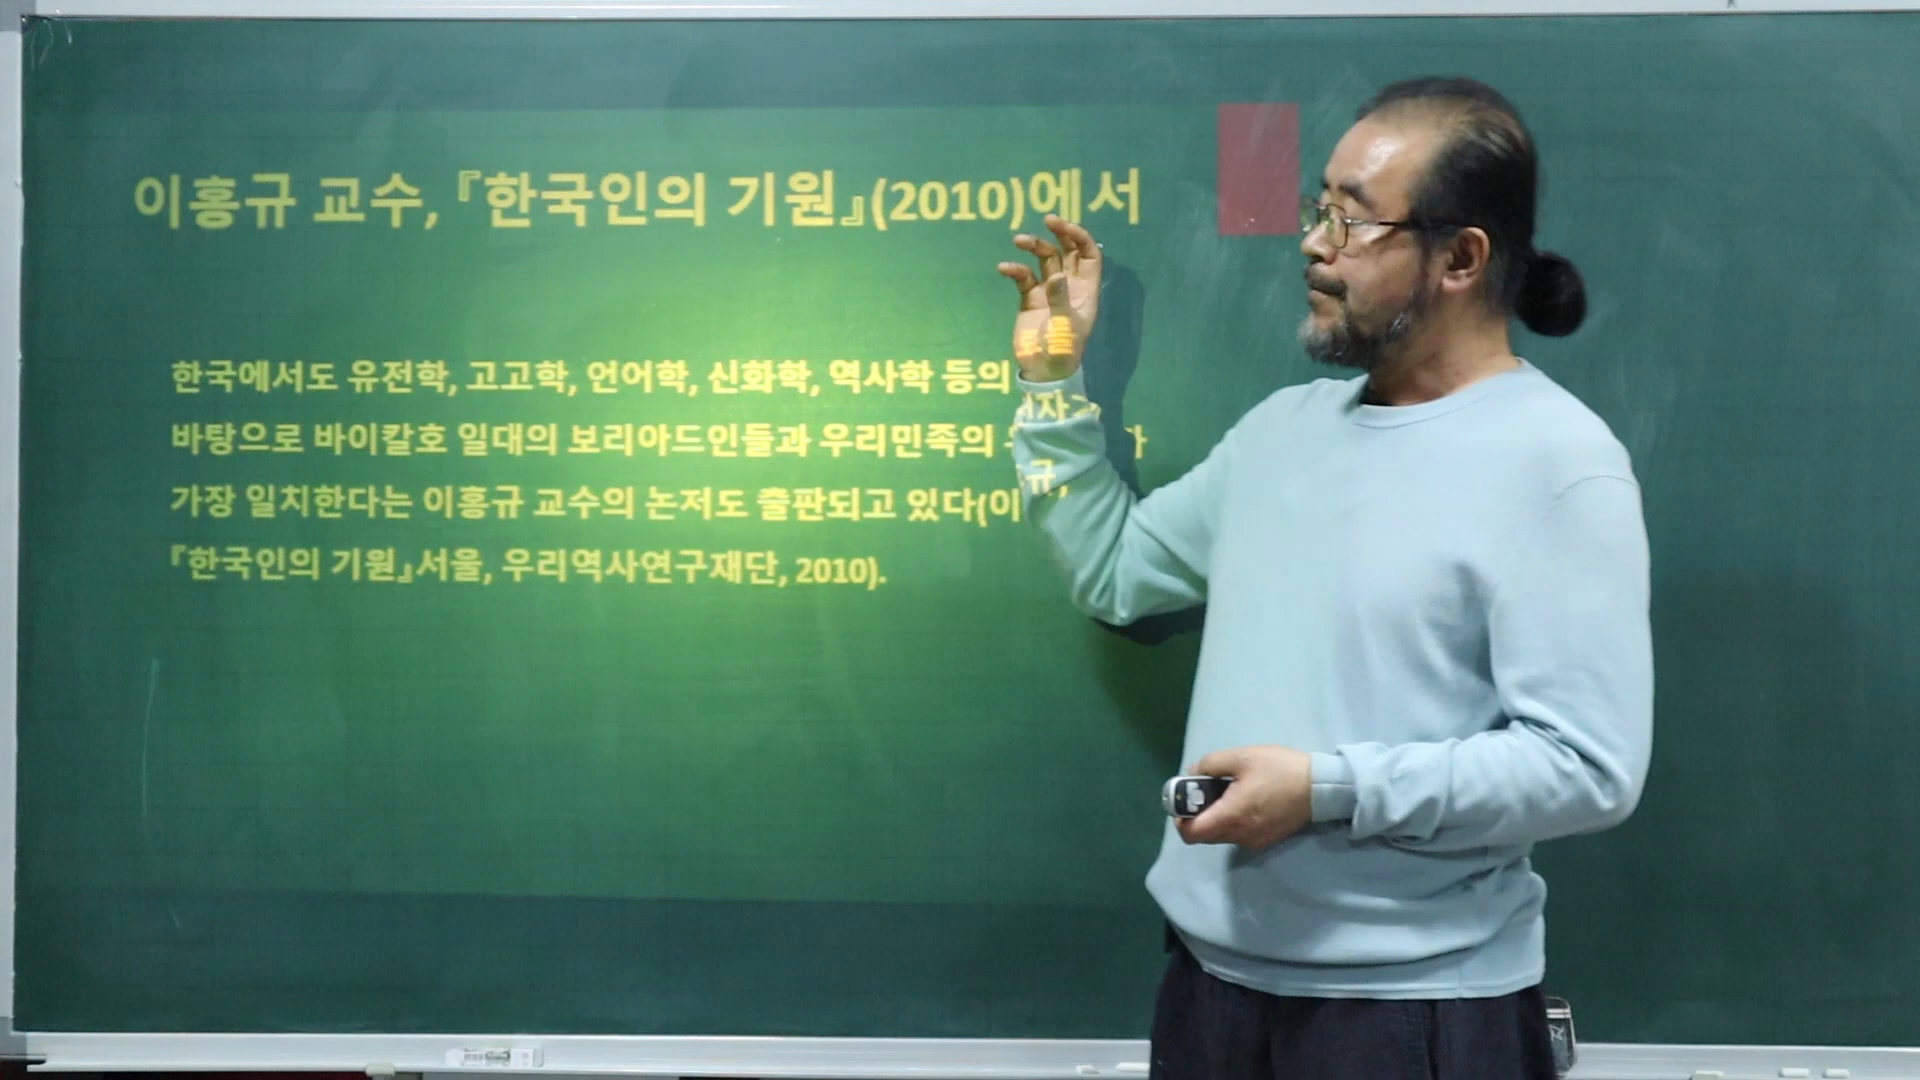 이홍규 교수, 『한국인의 기원』(2010)에서
한국에서도 유전학, 고고학, 언어학, 신화학, 역사학 등의
바탕으로 바이칼호 일대의 보리아드인들과 우리민족의
가장 일치한다는 이홍규 교수의 논저도 출판되고 있다(이 규,
『한국인의 기원』서울, 우리역사연구재단, 2010).